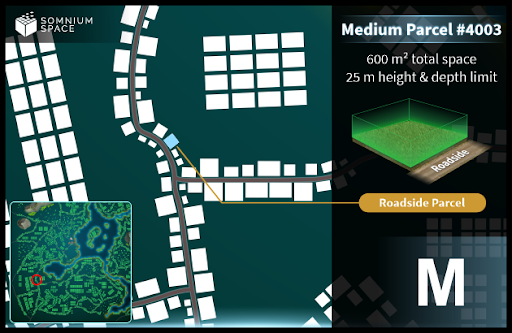 SOMNIUM
SPACE
Medium Parcel #4003
600 m² total space
25 m height & depth limit
Roadside
Roadside Parcel
M